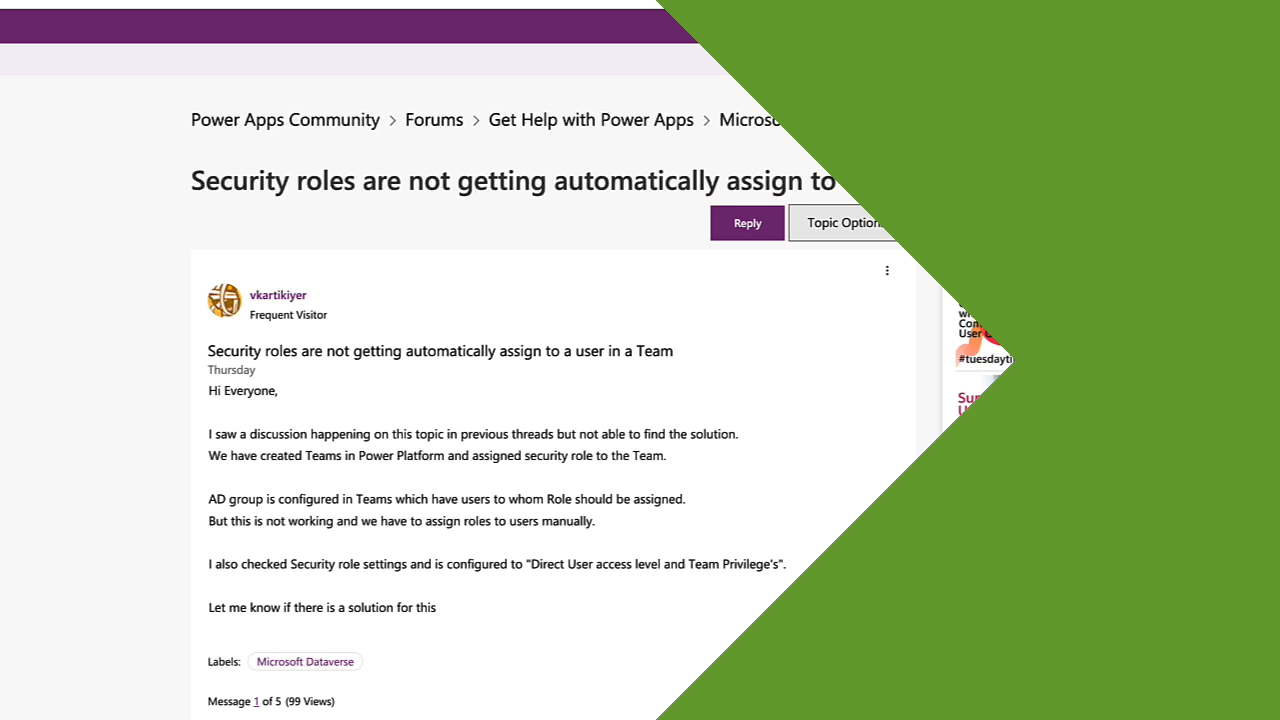 Power Apps Community > Forums > Get Help with Power Apps >
Security roles are not getting automatically assign to
Reply Topic
vkartikiyer
Frequent Visitor
Security roles are not getting automatically assign to a user in a Team
Thursday
Hi Everyone,
I saw a discussion happening on this topic in previous threads but not able to find the solution.
We have created Teams in Power Platform and assigned security role to the Team.
User
AD group is configured in Teams which have users to whom Role should be assigned.
But this is not working and we have to assign roles to users manually.
I also checked Security role settings and is configured to "Direct User access level and Team Privilege's".
Let me know if there is a solution for this
Labels: Microsoft Dataverse
Message 1 of 5 (99 Views)